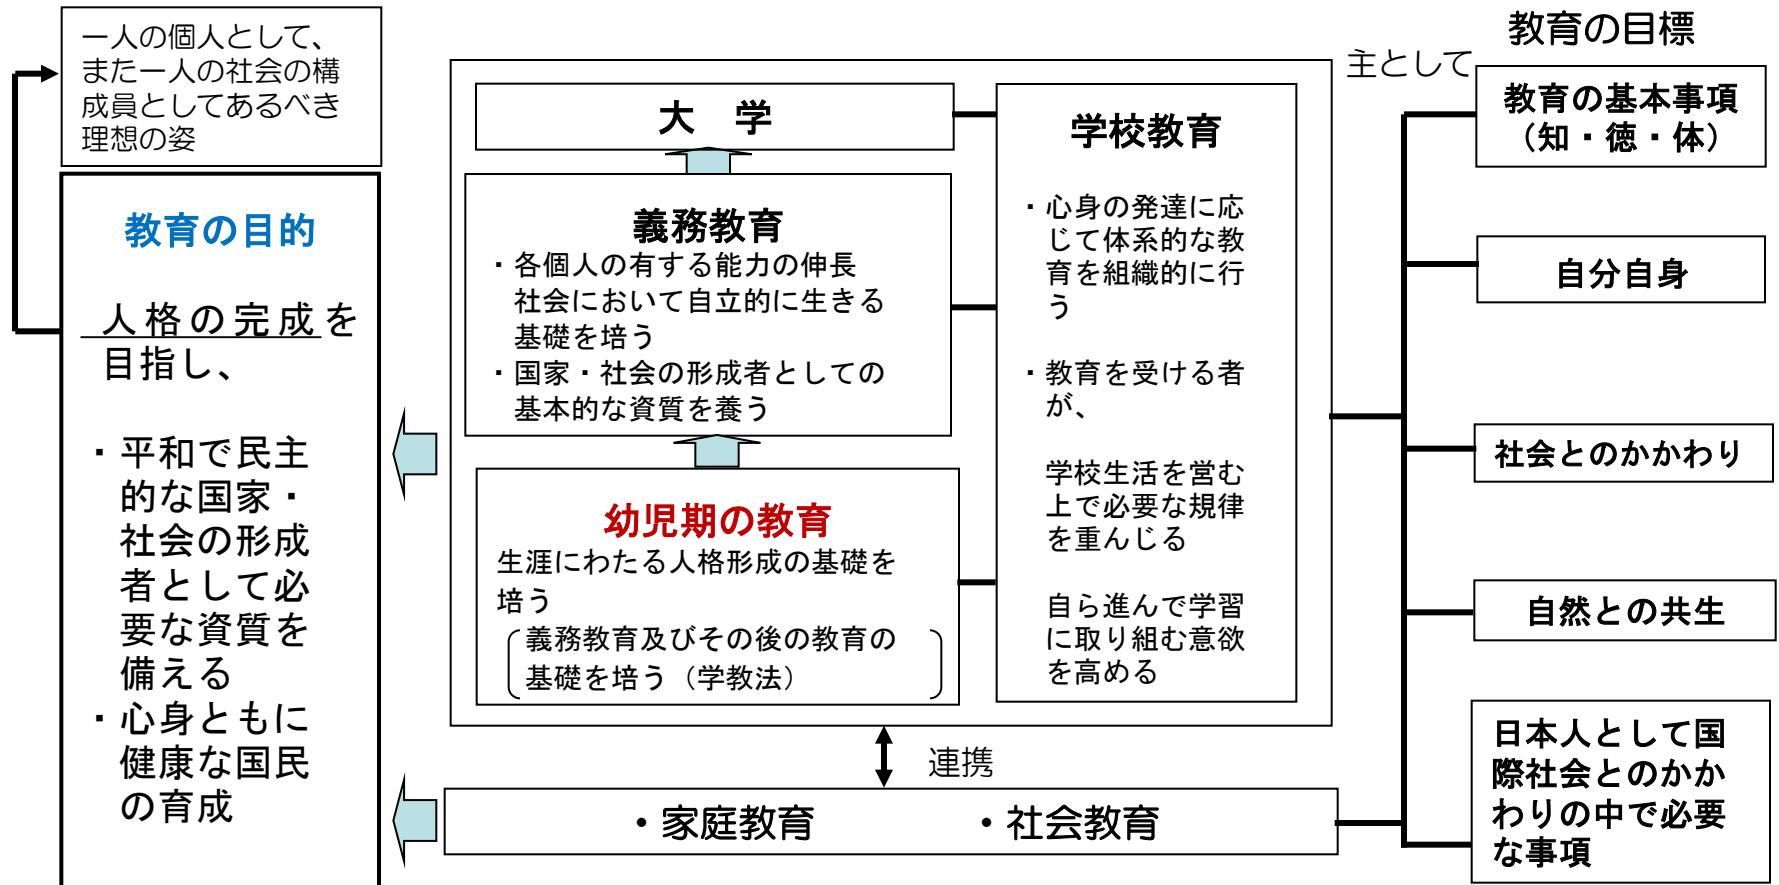 一人の個人として、
また一人の社会の構
成員としてあるべき
理想の姿
教育の目的
人格の完成を
目指し、
・平和で民主
的な国家・
社会の形成
者として必
要な資質を
備える
・心身ともに
健康な国民
の育成
大　学
義務教育
・各個人の有する能力の伸長
社会において自立的に生きる
基礎を培う
・国家・社会の形成者としての
基本的な資質を養う
幼児期の教育
生涯にわたる人格形成の基礎を
培う
義務教育及びその後の教育の
基礎を培う（学教法）
学校教育
・心身の発達に応
じて体系的な教
育を組織的に行
う
・教育を受ける者
が、
学校生活を営む
上で必要な規律
を重んじる
自ら進んで学習
に取り組む意欲
を高める
連携
・家庭教育　・社会教育
主として
教育の目標
教育の基本事項
（知・徳・体）
自分自身
社会とのかかわり
自然との共生
日本人として国
際社会とのかか
わりの中で必要
な事項